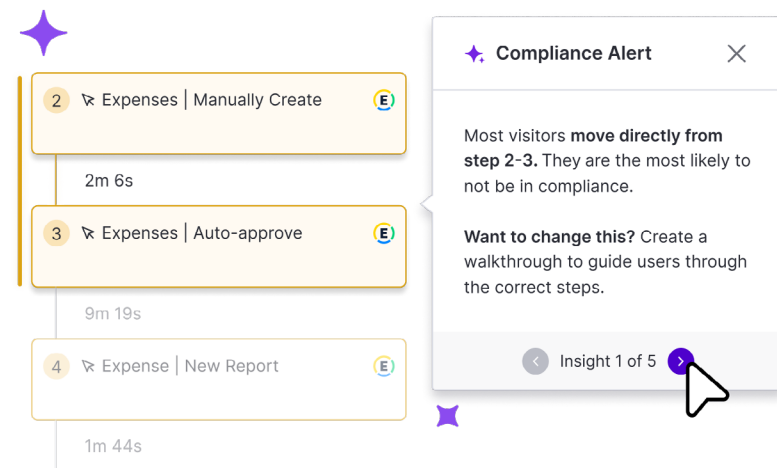 2 Expenses | Manually Create E
2m 6s
3 Expenses | Auto-approve E
9m 19s
4 Expense | New Report E
1m 44s
Compliance Alert
Most visitors move directly from
step 2-3. They are the most likely to
not be in compliance.
Want to change this? Create a
walkthrough to guide users through
the correct steps.
Insight 1 of 5